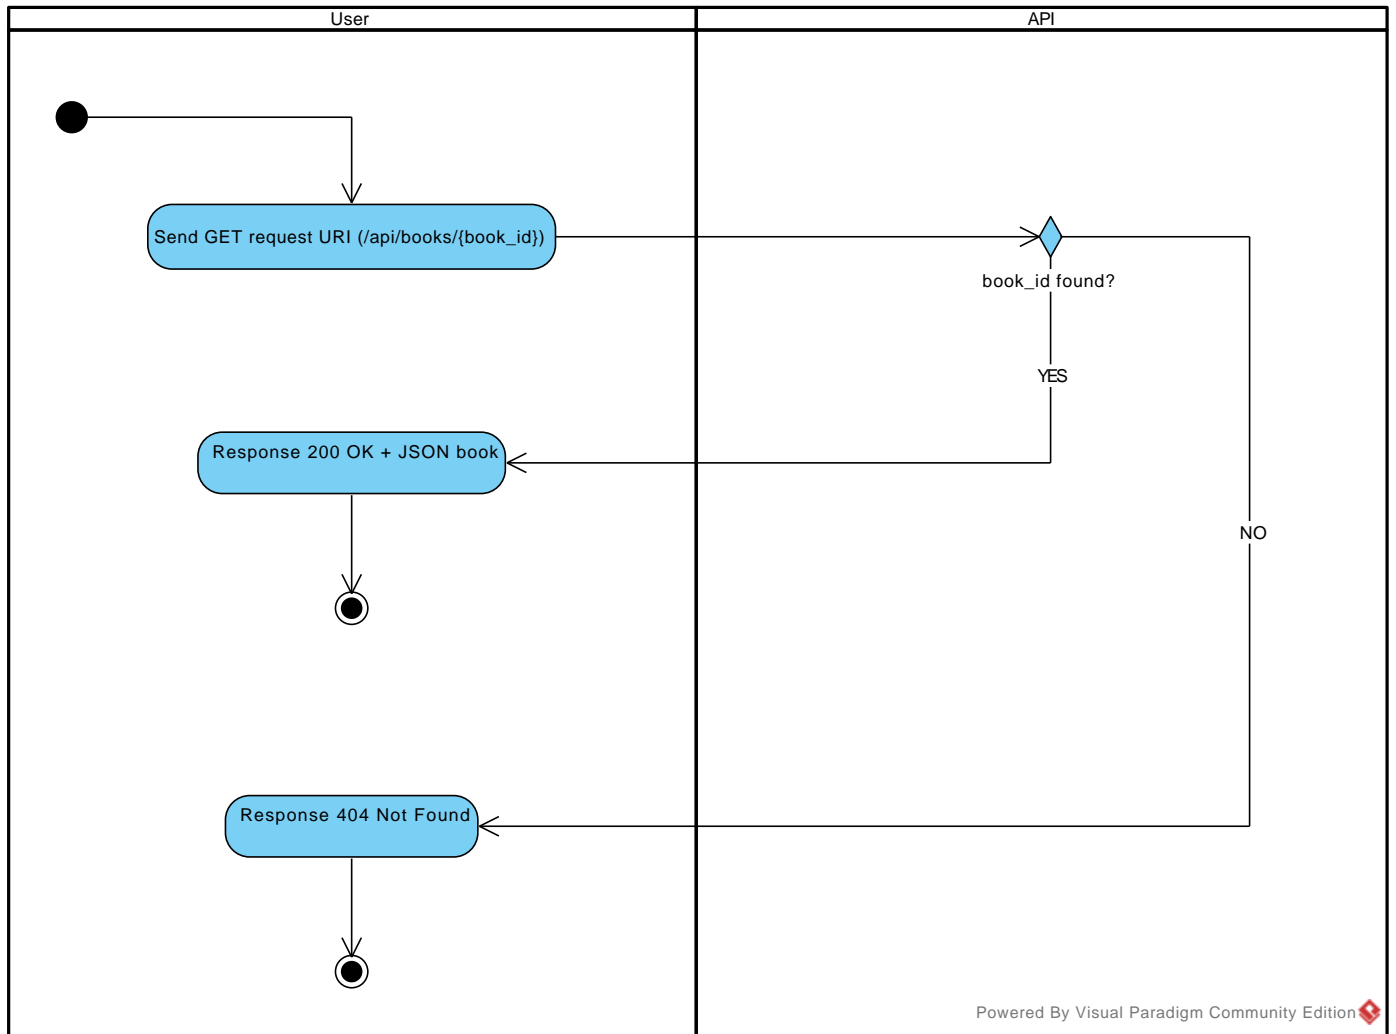 User
API
Send GET request URI (/api/books/{book_id})
book_id found?
YES
Response 200 OK + JSON book
NO
Response 404 Not Found
Powered By Visual Paradigm Community Edition